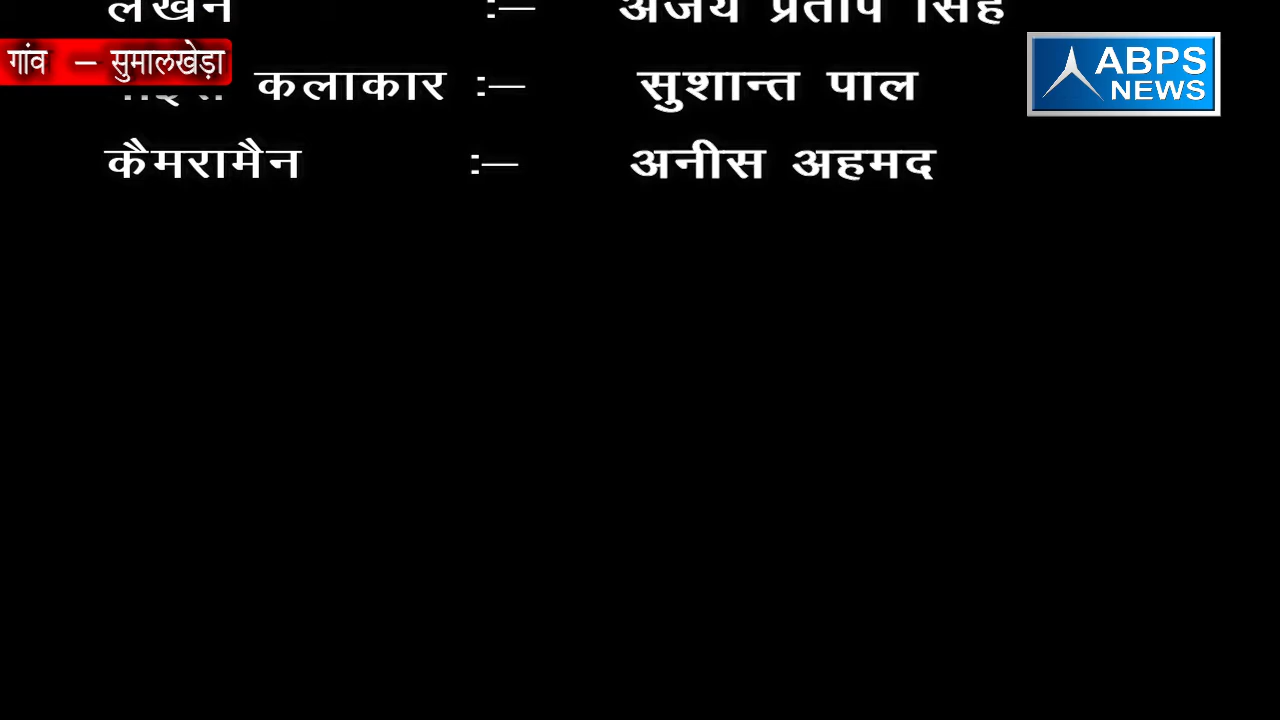 लेखन :— अजय प्रताप सिंह
गांव – सुमालखेड़ा
कलाकार :— सुशान्त पाल
कैमरामैन :— अनीस अहमद
ABPS
NEWS